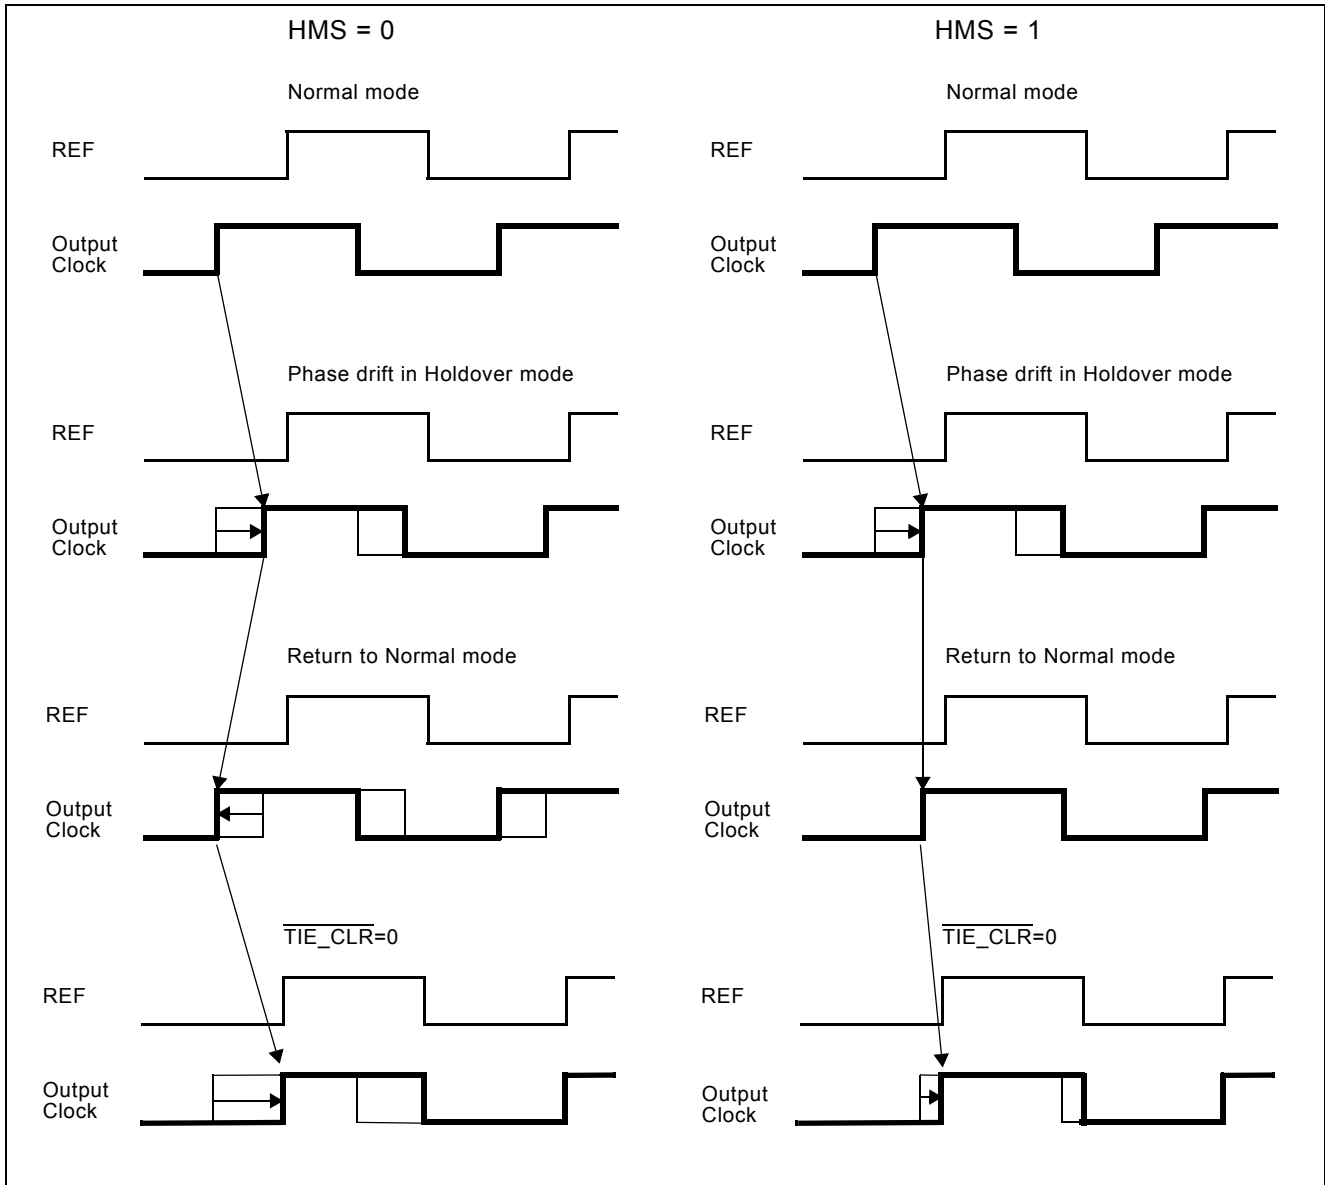 HMS = 0
HMS = 1
Normal mode
Normal mode
REF
REF
Output
Clock
Output
Clock
Phase drift in Holdover mode
Phase drift in Holdover mode
REF
REF
Output
Clock
Output
Clock
Return to Normal mode
Return to Normal mode
REF
REF
Output
Clock
Output
Clock
T̅I̅E̅_̅C̅L̅R̅=0
T̅I̅E̅_̅C̅L̅R̅=0
REF
REF
Output
Clock
Output
Clock